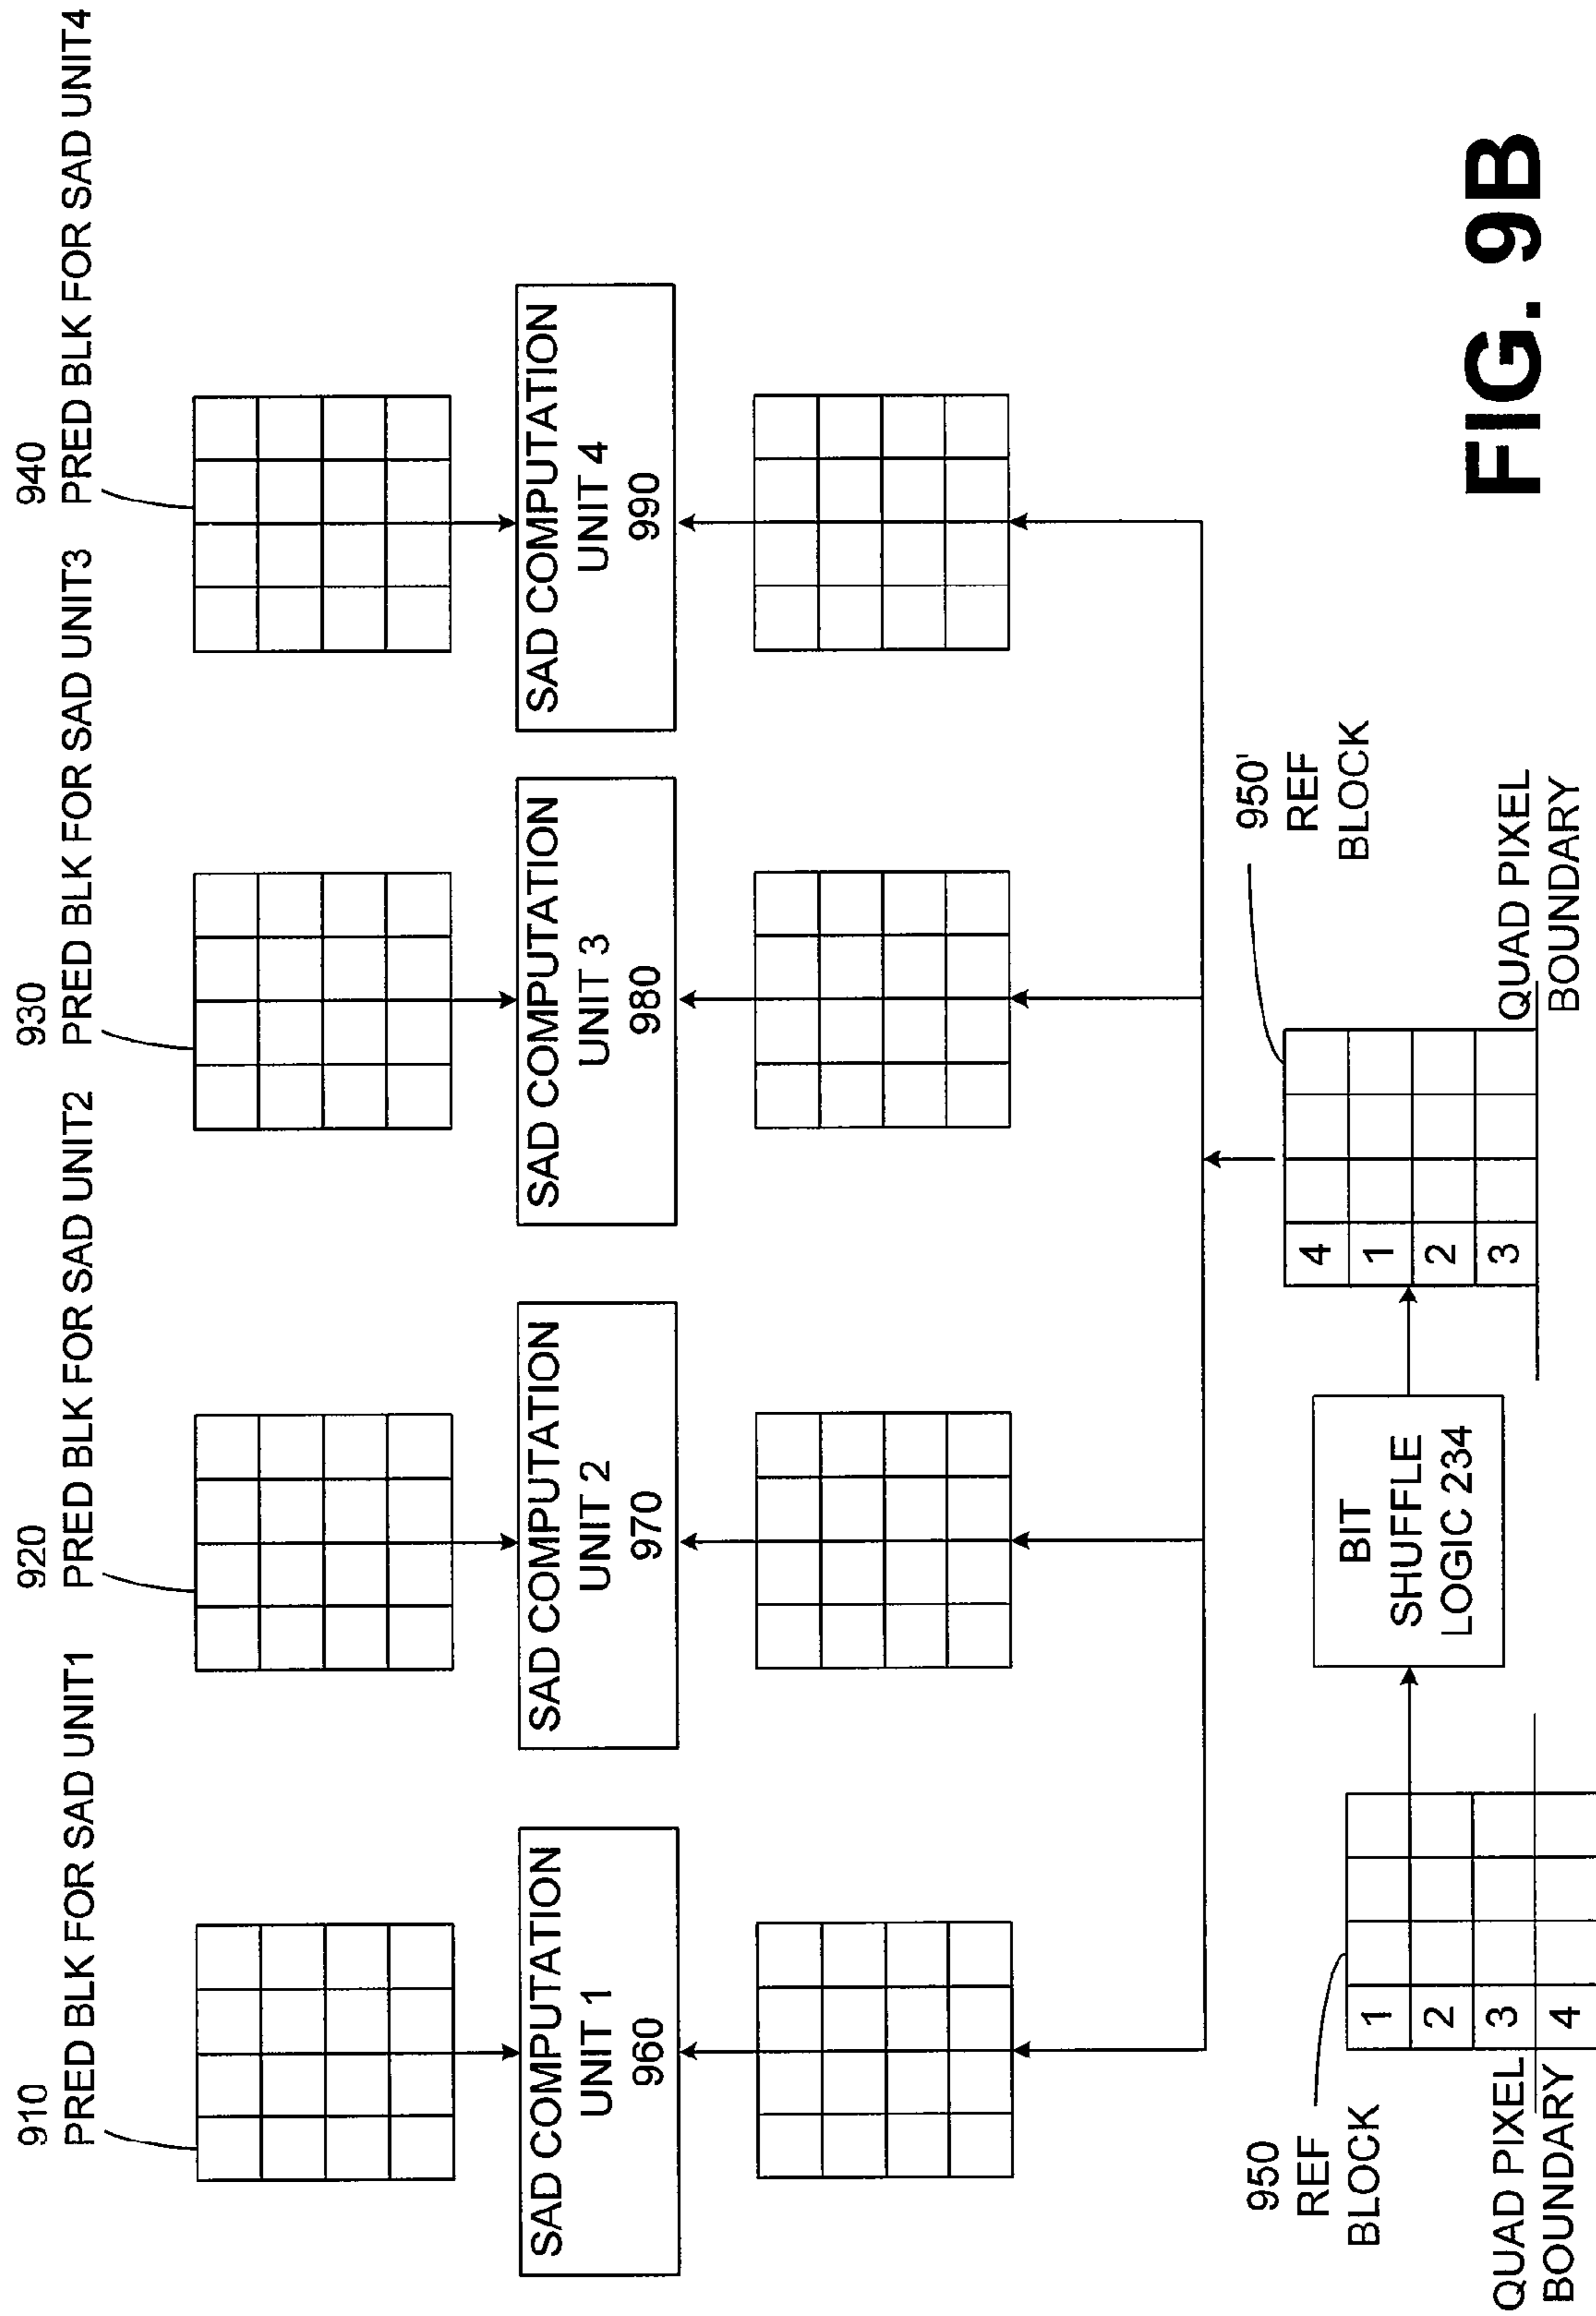 910
PRED BLK FOR SAD UNIT1
920
PRED BLK FOR SAD UNIT2
930
PRED BLK FOR SAD UNIT3
940
PRED BLK FOR SAD UNIT4
SAD COMPUTATION
UNIT 1
960
SAD COMPUTATION
UNIT 2
970
SAD COMPUTATION
UNIT 3
980
SAD COMPUTATION
UNIT 4
990
950
REF
BLOCK
1
2
3
4
QUAD PIXEL
BOUNDARY
BIT
SHUFFLE
LOGIC 234
950'
REF
BLOCK
4
1
2
3
QUAD PIXEL
BOUNDARY
FIG. 9B